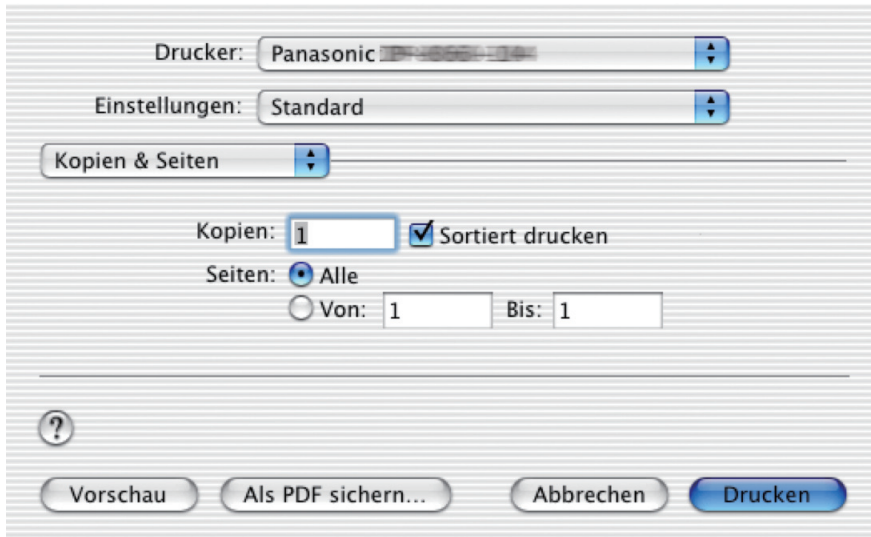 Drucker: Panasonic
Einstellungen: Standard
Kopien & Seiten
Kopien: 1 Sortiert drucken
Seiten: Alle
Von: 1 Bis: 1
?
Vorschau Als PDF sichern... Abbrechen Drucken